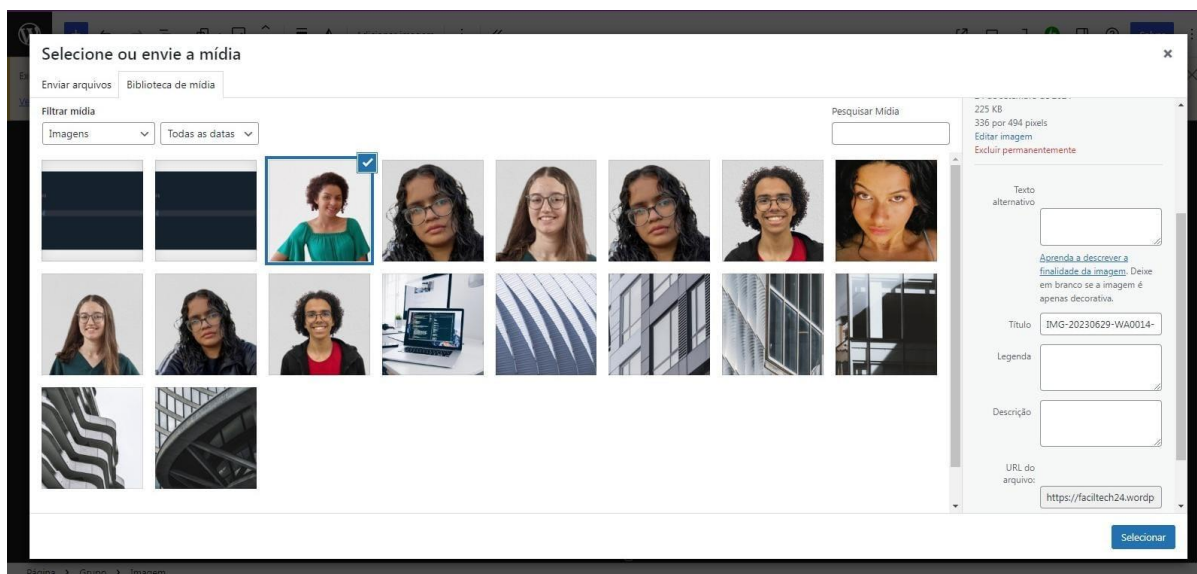 Selecione ou envie a mídia
Enviar arquivos Biblioteca de mídia
Filtrar mídia
Imagens Todas as datas
Pesquisar Mídia
225 KB
336 por 494 pixels
Editar imagem
Excluir permanentemente
Texto
alternativo
Aprenda a descrever a
finalidade da imagem. Deixe
em branco se a imagem é
apenas decorativa.
Título IMG-20230629-WA0014-
Legenda
Descrição
URL do
arquivo:
https://faciltech24.wordp
Selecionar
Página > Grupo > Imagem